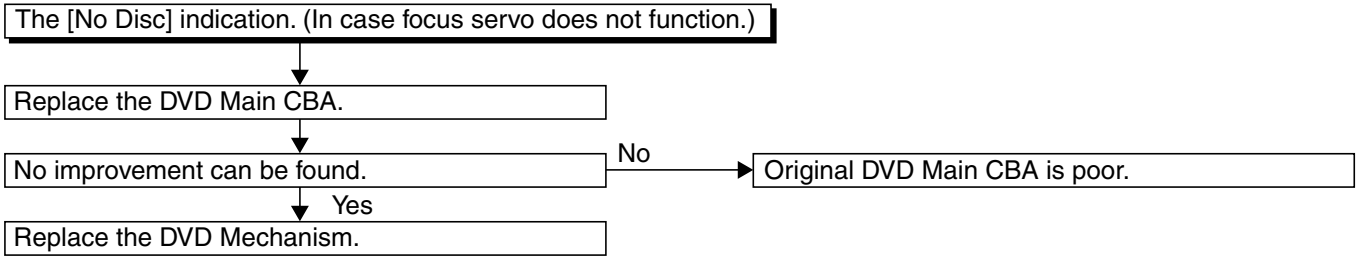 The [No Disc] indication. (In case focus servo does not function.)
Replace the DVD Main CBA.
No improvement can be found.
No
Original DVD Main CBA is poor.
Yes
Replace the DVD Mechanism.